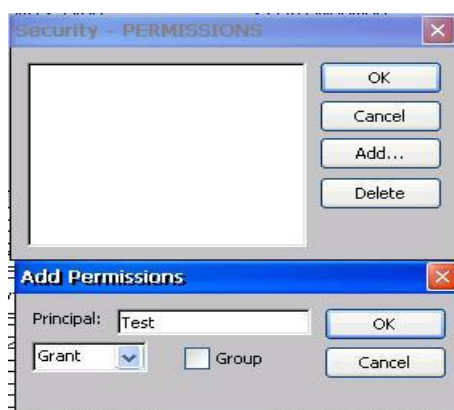 Security - PERMISSIONS
OK
Cancel
Add...
Delete
Add Permissions
Principal: Test
OK
Grant
Group
Cancel